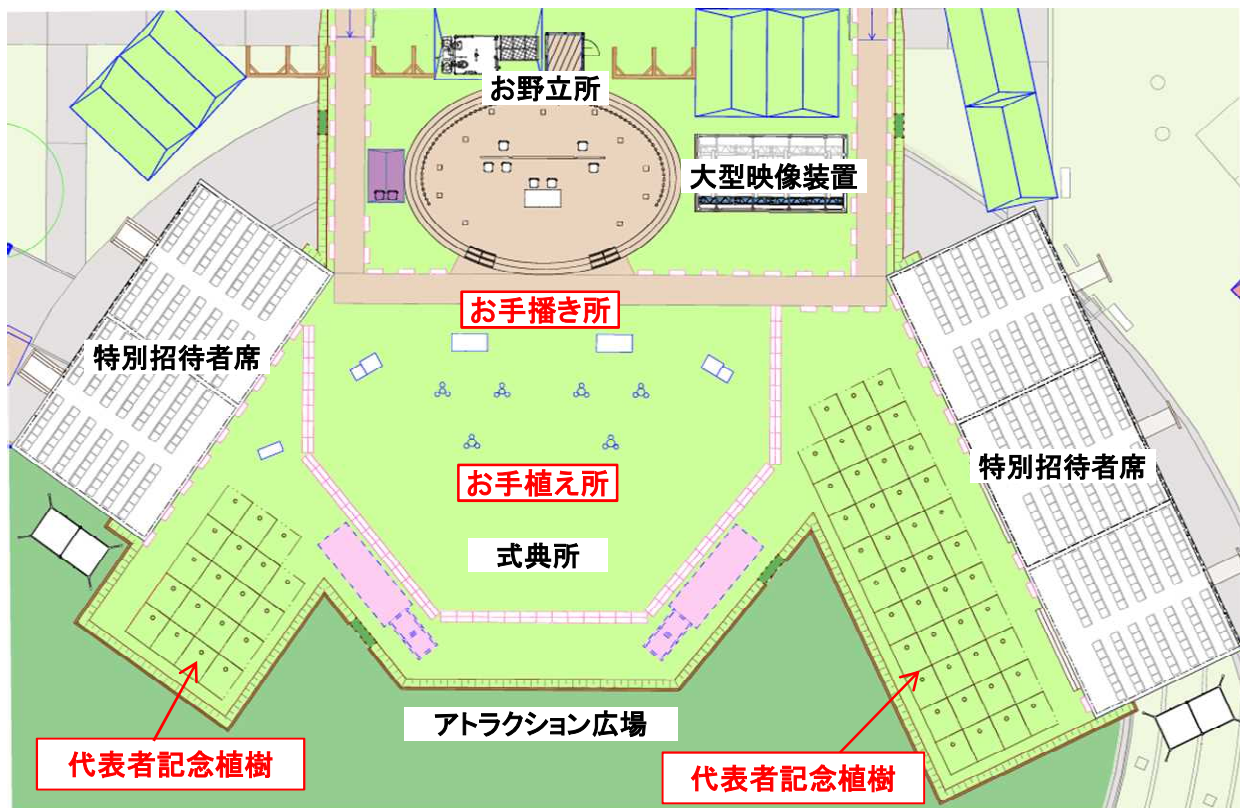 お野立所
大型映像装置
お手播き所
特別招待者席
特別招待者席
お手植え所
式典所
アトラクション広場
代表者記念植樹
代表者記念植樹